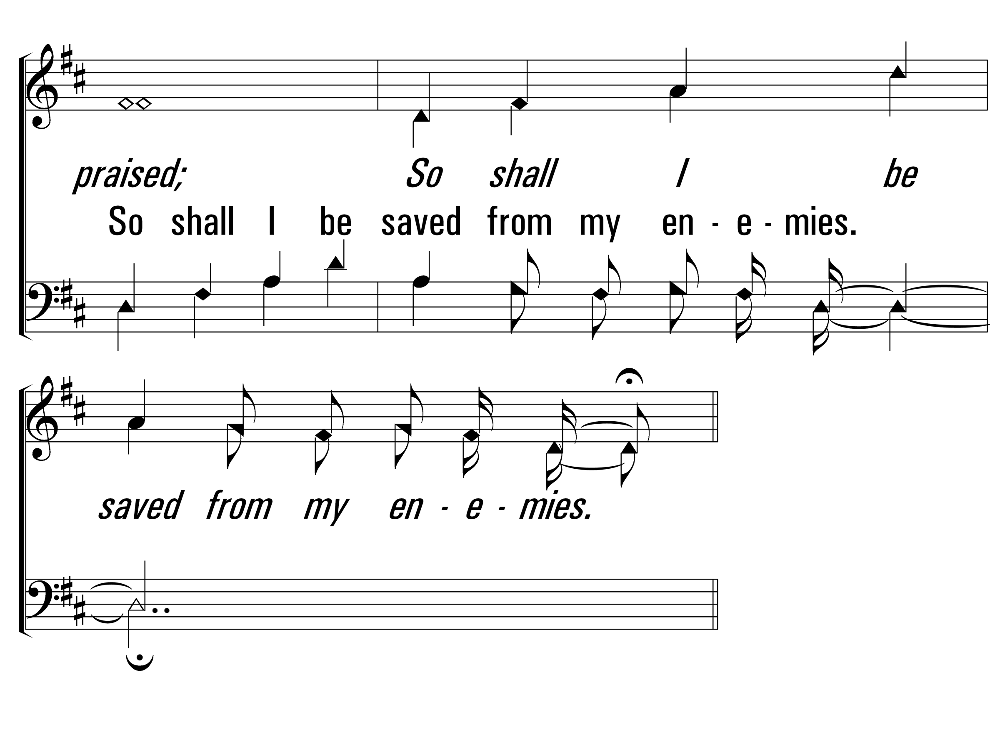 praised; So shall I be
So shall I be saved from my en - e - mies.
saved from my en - e - mies.